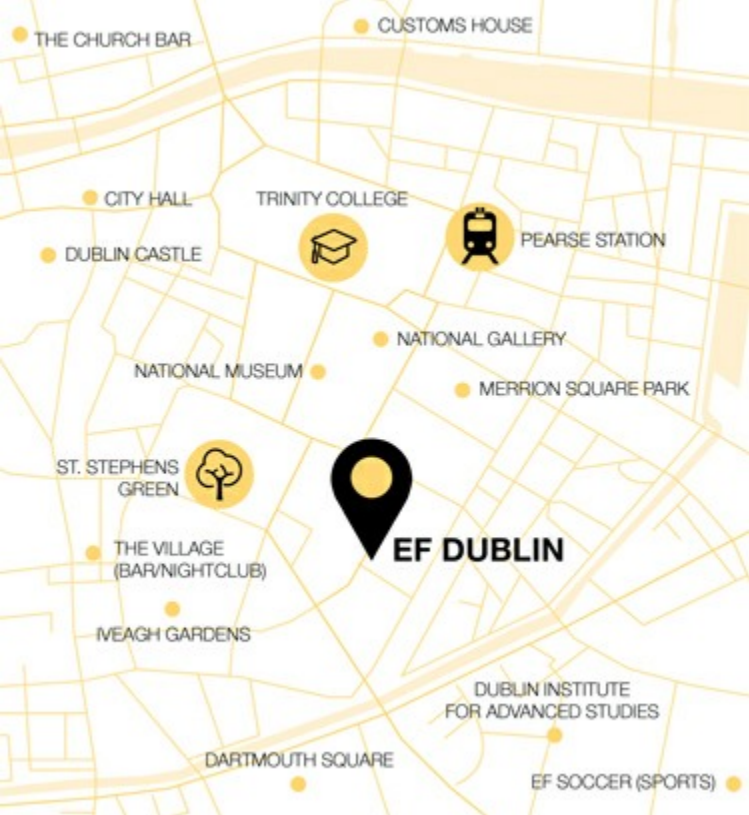 CUSTOMS HOUSE
THE CHURCH BAR
CITY HALL
TRINITY COLLEGE
PEARSE STATION
DUBLIN CASTLE
NATIONAL GALLERY
NATIONAL MUSEUM
MERRION SQUARE PARK
ST. STEPHENS
GREEN
EF DUBLIN
THE VILLAGE
(BAR/NIGHTCLUB)
IVEAGH GARDENS
DUBLIN INSTITUTE
FOR ADVANCED STUDIES
DARTMOUTH SQUARE
EF SOCCER (SPORTS)